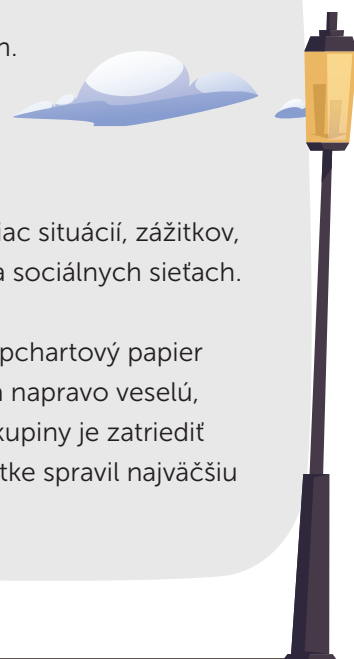 n.
iac situácií, zážitkov,
a sociálnych sieťach.
pchartový papier
n napravo veselú,
kupiny je zatriediť
tke spravil najväčšiu